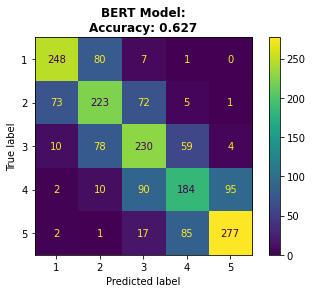 BERT Model:
Accuracy: 0.627
True label
1 248 80 7 1 0
2 73 223 72 5 1
3 10 78 230 59 4
4 2 10 90 184 95
5 2 1 17 85 277
1 2 3 4 5
Predicted label
250
200
150
100
50
0